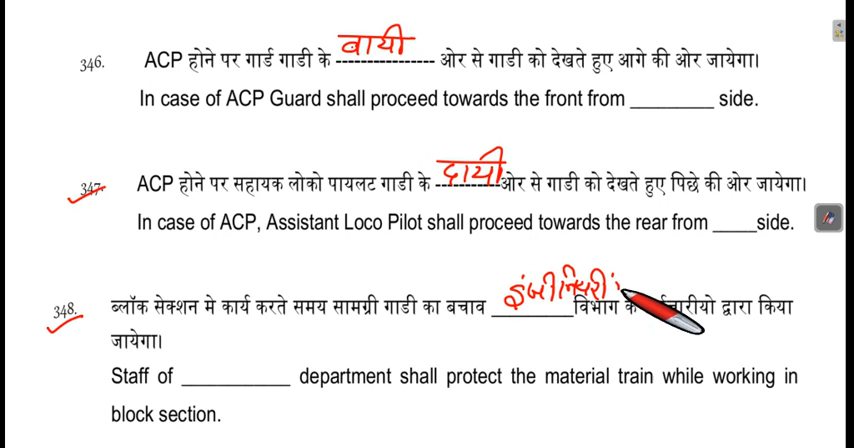 346. ACP होने पर गार्ड गाडी के बायी ओर से गाडी को देखते हुए आगे की ओर जायेगा।
In case of ACP Guard shall proceed towards the front from ________ side.
347. ACP होने पर सहायक लोको पायलट गाडी के दायी ओर से गाडी को देखते हुए पिछे की ओर जायेगा।
In case of ACP, Assistant Loco Pilot shall proceed towards the rear from _____side.
348. ब्लॉक सेक्शन मे कार्य करते समय सामग्री गाडी का बचाव इंजीनियरीं विभाग के द्वारा किया
जायेगा।
Staff of ___________ department shall protect the material train while working in
block section.